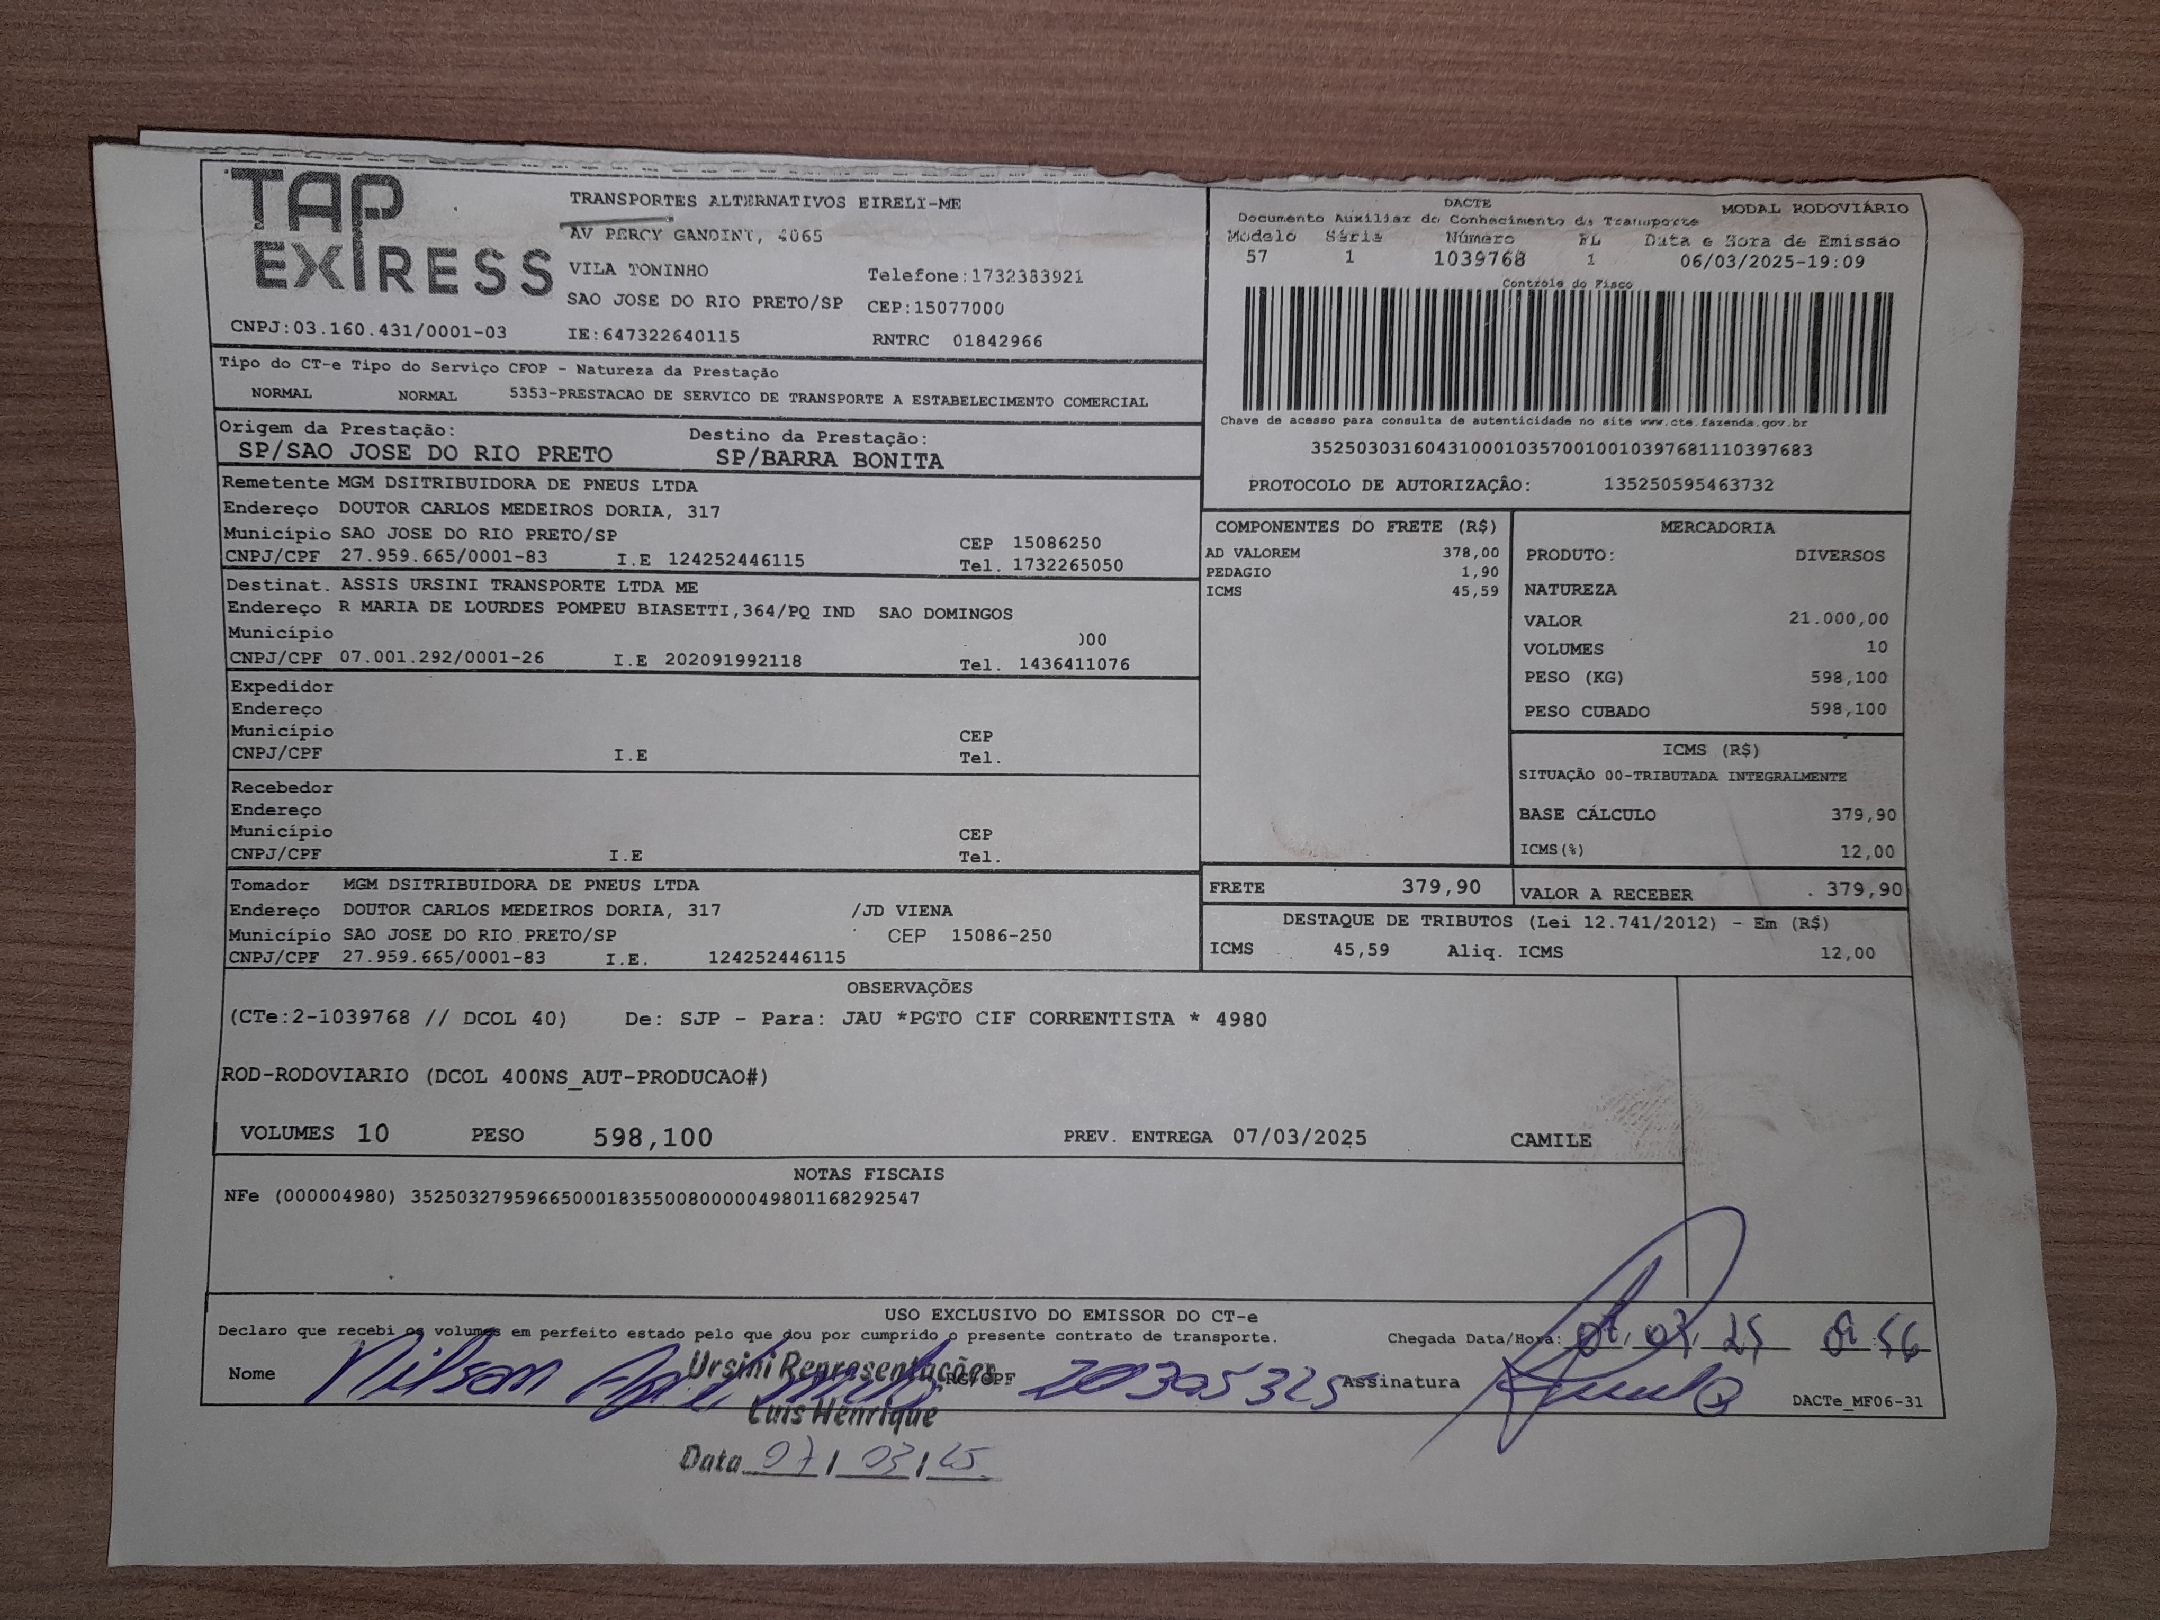 TAP
EXPRESS
TRANSPORTES ALTERNATIVOS EIRELI-ME
AV PERCY GANDINI, 4065
VILA TONINHO Telefone:1732383921
SAO JOSE DO RIO PRETO/SP CEP:15077000
CNPJ:03.160.431/0001-03 IE:647322640115 RNTRC 01842966
DACTE MODAL RODOVIÁRIO
Documento Auxiliar do Conhecimento de Transporte
Modelo Série Número FL Data e Hora de Emissão
57 1 1039768 1 06/03/2025-19:09
Controle do Fisco
Chave de acesso para consulta de autenticidade no site www.cte.fazenda.gov.br
35250303160431000103570010010397681110397683
PROTOCOLO DE AUTORIZAÇÃO: 135250595463732
Tipo do CT-e Tipo do Serviço CFOP - Natureza da Prestação
NORMAL NORMAL 5353-PRESTACAO DE SERVICO DE TRANSPORTE A ESTABELECIMENTO COMERCIAL
Origem da Prestação: Destino da Prestação:
SP/SAO JOSE DO RIO PRETO SP/BARRA BONITA
Remetente MGM DSITRIBUIDORA DE PNEUS LTDA
Endereço DOUTOR CARLOS MEDEIROS DORIA, 317
Município SAO JOSE DO RIO PRETO/SP CEP 15086250
CNPJ/CPF 27.959.665/0001-83 I.E 124252446115 Tel. 1732265050
Destinat. ASSIS URSINI TRANSPORTE LTDA ME
Endereço R MARIA DE LOURDES POMPEU BIASETTI,364/PQ IND SAO DOMINGOS
Município 000
CNPJ/CPF 07.001.292/0001-26 I.E 202091992118 Tel. 1436411076
Expedidor
Endereço
Município CEP
CNPJ/CPF I.E Tel.
Recebedor
Endereço
Município CEP
CNPJ/CPF I.E Tel.
Tomador MGM DSITRIBUIDORA DE PNEUS LTDA
Endereço DOUTOR CARLOS MEDEIROS DORIA, 317 /JD VIENA
Município SAO JOSE DO RIO PRETO/SP CEP 15086-250
CNPJ/CPF 27.959.665/0001-83 I.E. 124252446115
COMPONENTES DO FRETE (R$)
AD VALOREM 378,00
PEDAGIO 1,90
ICMS 45,59
MERCADORIA
PRODUTO: DIVERSOS
NATUREZA
VALOR 21.000,00
VOLUMES 10
PESO (KG) 598,100
PESO CUBADO 598,100
ICMS (R$)
SITUAÇÃO 00-TRIBUTADA INTEGRALMENTE
BASE CÁLCULO 379,90
ICMS(%) 12,00
FRETE 379,90 VALOR A RECEBER 379,90
DESTAQUE DE TRIBUTOS (Lei 12.741/2012) - Em (R$)
ICMS 45,59 Aliq. ICMS 12,00
OBSERVAÇÕES
(CTe:2-1039768 // DCOL 40) De: SJP - Para: JAU *PGTO CIF CORRENTISTA * 4980
ROD-RODOVIARIO (DCOL 400NS_AUT-PRODUCAO#)
VOLUMES 10 PESO 598,100 PREV. ENTREGA 07/03/2025 CAMILE
NOTAS FISCAIS
NFe (000004980) 35250327959665000183550080000049801168292547
USO EXCLUSIVO DO EMISSOR DO CT-e
Declaro que recebi os volumes em perfeito estado pelo que dou por cumprido o presente contrato de transporte. Chegada Data/Hora: 07, 03, 25
Nome Nilson RG/CPF 20305325 Assinatura DACTe_MF06-31
Ursini Representações
Luis Henrique
Data 07/03/25